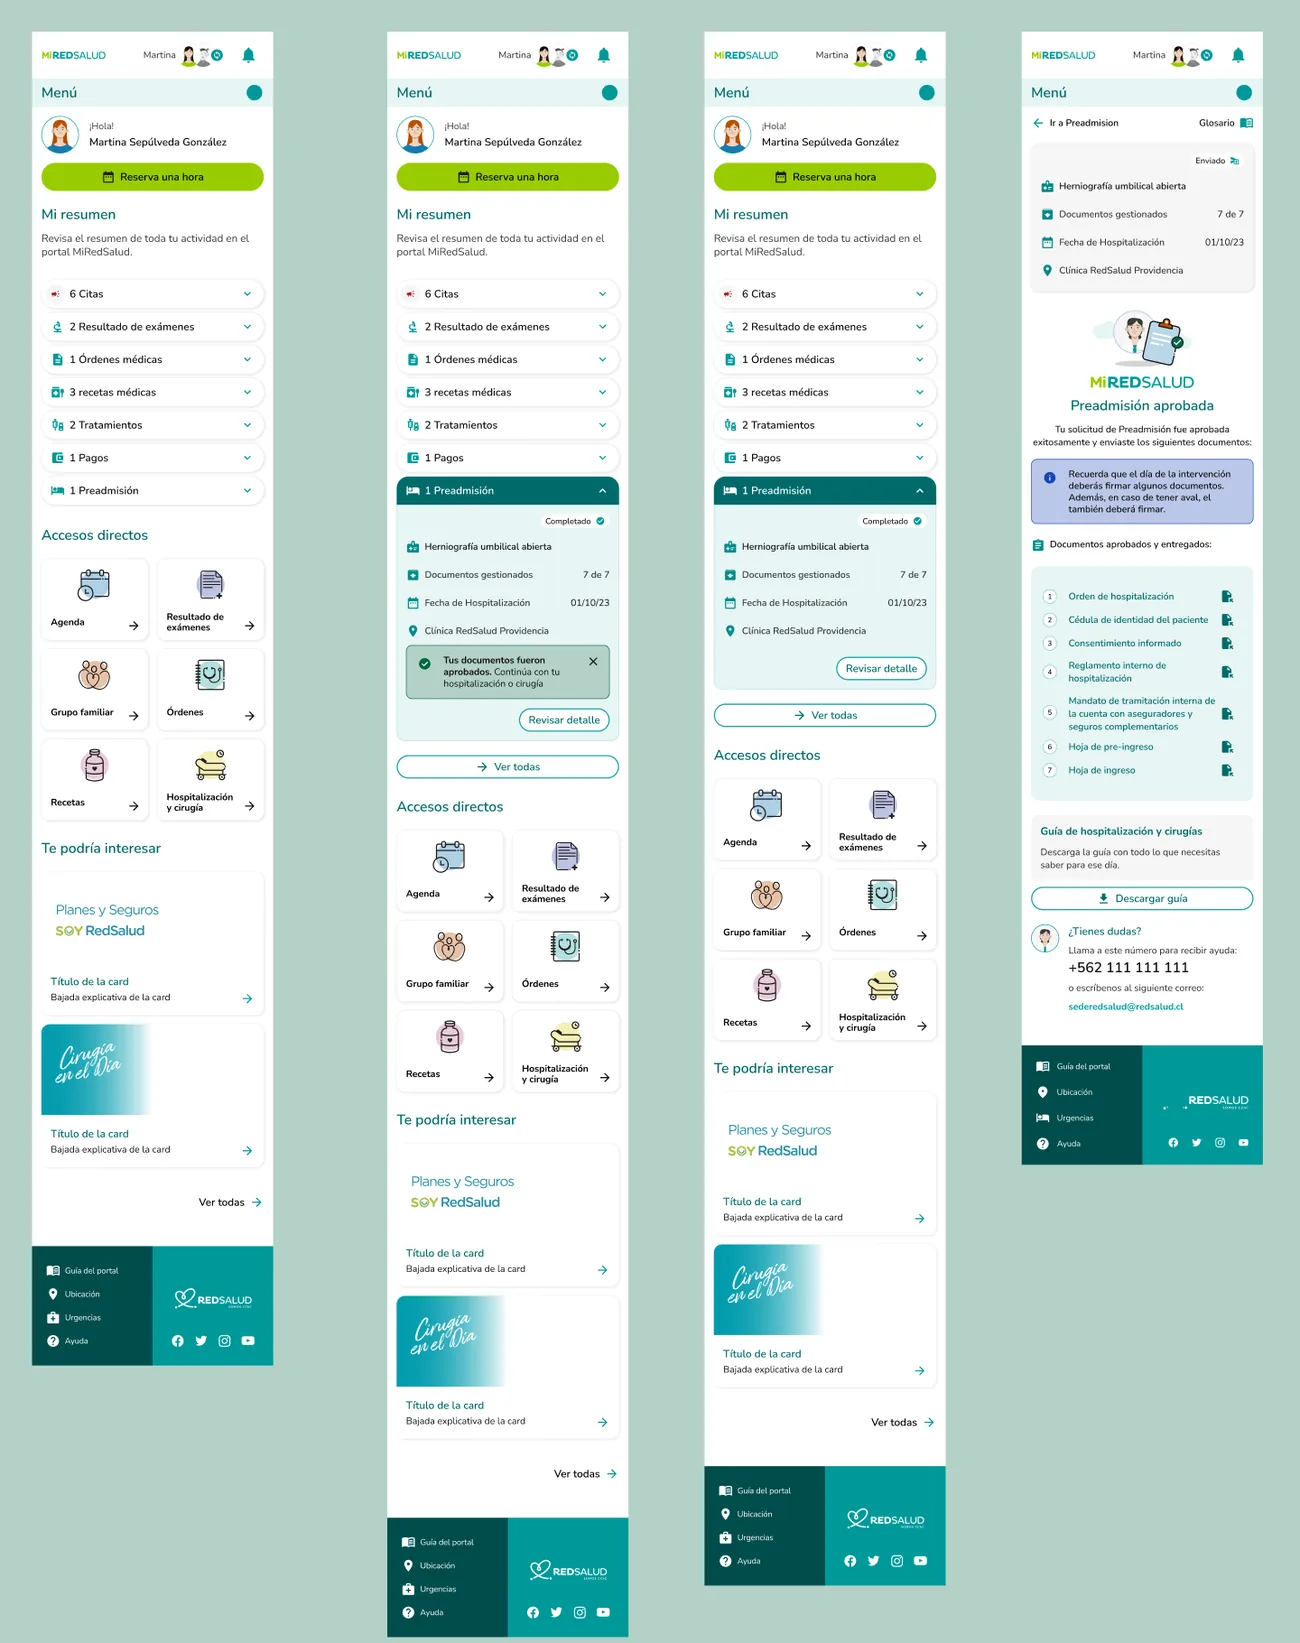 MiREDSALUD
Martina
Menú
¡Hola!
Martina Sepúlveda González
Reserva una hora
Mi resumen
Revisa el resumen de toda tu actividad en el
portal MiRedSalud.
6 Citas
2 Resultado de exámenes
1 Órdenes médicas
3 recetas médicas
2 Tratamientos
1 Pagos
1 Preadmisión
Accesos directos
Agenda
Resultado de
exámenes
Grupo familiar
Órdenes
Recetas
Hospitalización
y cirugía
Te podría interesar
Planes y Seguros
SOY RedSalud
Título de la card
Bajada explicativa de la card
Cirugía
en el Día
Título de la card
Bajada explicativa de la card
Ver todas
Guía del portal
Ubicación
Urgencias
Ayuda
REDSALUD
MiREDSALUD
Martina
Menú
¡Hola!
Martina Sepúlveda González
Reserva una hora
Mi resumen
Revisa el resumen de toda tu actividad en el
portal MiRedSalud.
6 Citas
2 Resultado de exámenes
1 Órdenes médicas
3 recetas médicas
2 Tratamientos
1 Pagos
1 Preadmisión
Completado
Herniografía umbilical abierta
Documentos gestionados 7 de 7
Fecha de Hospitalización 01/10/23
Clínica RedSalud Providencia
Tus documentos fueron
aprobados. Continúa con tu
hospitalización o cirugía
Revisar detalle
Ver todas
Accesos directos
Agenda
Resultado de
exámenes
Grupo familiar
Órdenes
Recetas
Hospitalización
y cirugía
Te podría interesar
Planes y Seguros
SOY RedSalud
Título de la card
Bajada explicativa de la card
Cirugía
en el Día
Título de la card
Bajada explicativa de la card
Ver todas
Guía del portal
Ubicación
Urgencias
Ayuda
REDSALUD
MiREDSALUD
Martina
Menú
¡Hola!
Martina Sepúlveda González
Reserva una hora
Mi resumen
Revisa el resumen de toda tu actividad en el
portal MiRedSalud.
6 Citas
2 Resultado de exámenes
1 Órdenes médicas
3 recetas médicas
2 Tratamientos
1 Pagos
1 Preadmisión
Completado
Herniografía umbilical abierta
Documentos gestionados 7 de 7
Fecha de Hospitalización 01/10/23
Clínica RedSalud Providencia
Revisar detalle
Ver todas
Accesos directos
Agenda
Resultado de
exámenes
Grupo familiar
Órdenes
Recetas
Hospitalización
y cirugía
Te podría interesar
Planes y Seguros
SOY RedSalud
Título de la card
Bajada explicativa de la card
Cirugía
en el Día
Título de la card
Bajada explicativa de la card
Ver todas
Guía del portal
Ubicación
Urgencias
Ayuda
REDSALUD
MiREDSALUD
Martina
Menú
Ir a Preadmision Glosario
Enviado
Herniografía umbilical abierta
Documentos gestionados 7 de 7
Fecha de Hospitalización 01/10/23
Clínica RedSalud Providencia
MiREDSALUD
Preadmisión aprobada
Tu solicitud de Preadmisión fue aprobada
exitosamente y enviaste los siguientes documentos:
Recuerda que el día de la intervención
deberás firmar algunos documentos.
Además, en caso de tener aval, el
también deberá firmar.
Documentos aprobados y entregados:
1 Orden de hospitalización
2 Cédula de identidad del paciente
3 Consentimiento informado
4 Reglamento interno de
hospitalización
5 Mandato de tramitación interna de
la cuenta con aseguradores y
seguros complementarios
6 Hoja de pre-ingreso
7 Hoja de ingreso
Guía de hospitalización y cirugías
Descarga la guía con todo lo que necesitas
saber para ese día.
Descargar guía
¿Tienes dudas?
Llama a este número para recibir ayuda:
+562 111 111 111
o escríbenos al siguiente correo:
sederedsalud@redsalud.cl
Guía del portal
Ubicación
Urgencias
Ayuda
REDSALUD